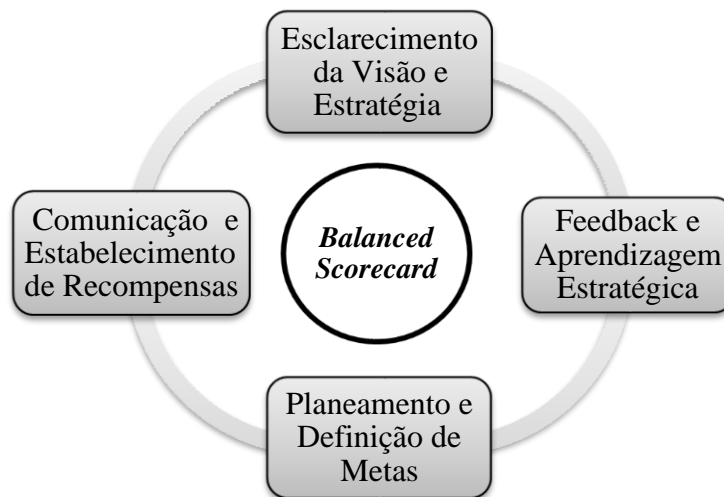 Esclarecimento
da Visão e
Estratégia
Comunicação e
Estabelecimento
de Recompensas
Balanced
Scorecard
Feedback e
Aprendizagem
Estratégica
Planeamento e
Definição de
Metas